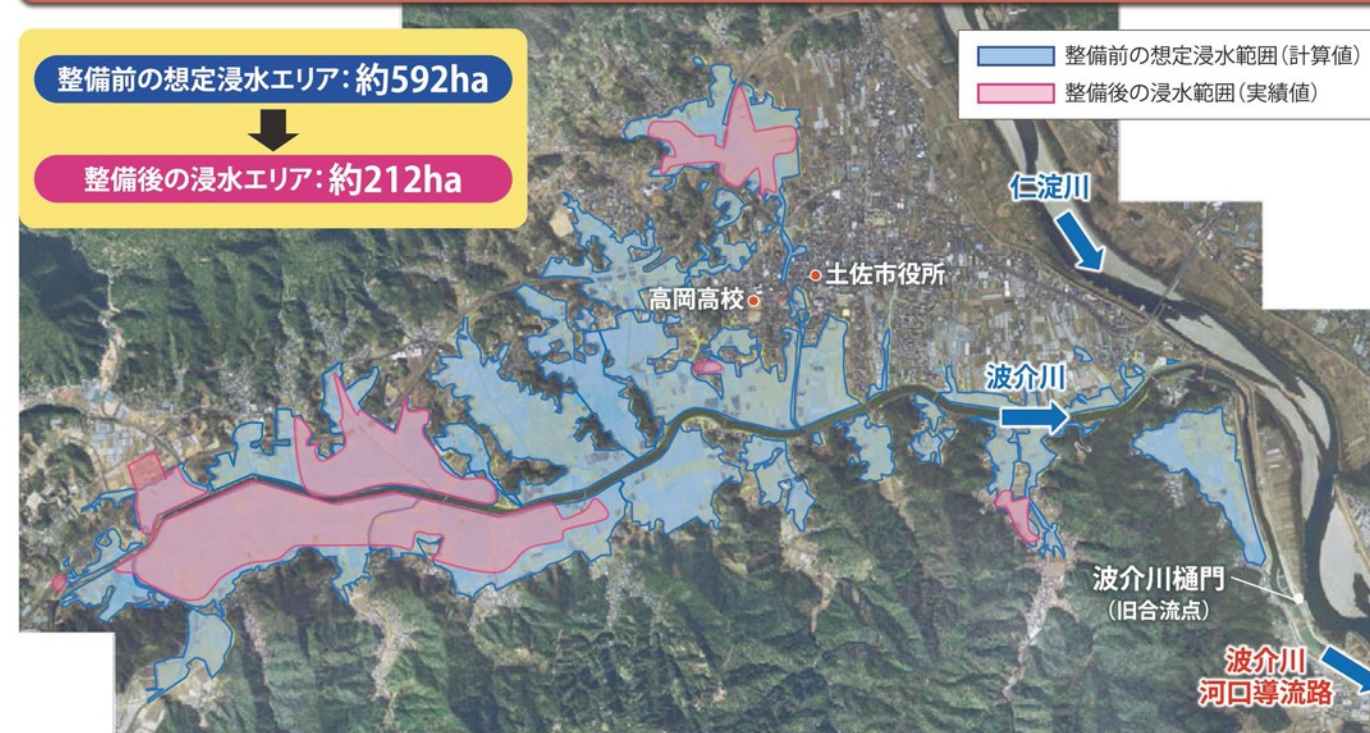 整備前の想定浸水エリア：約592ha
整備後の浸水エリア：約212ha
整備前の想定浸水範囲（計算値）
整備後の浸水範囲（実績値）
仁淀川
土佐市役所
高岡高校
波介川
波介川樋門
（旧合流点）
波介川
河口導流路